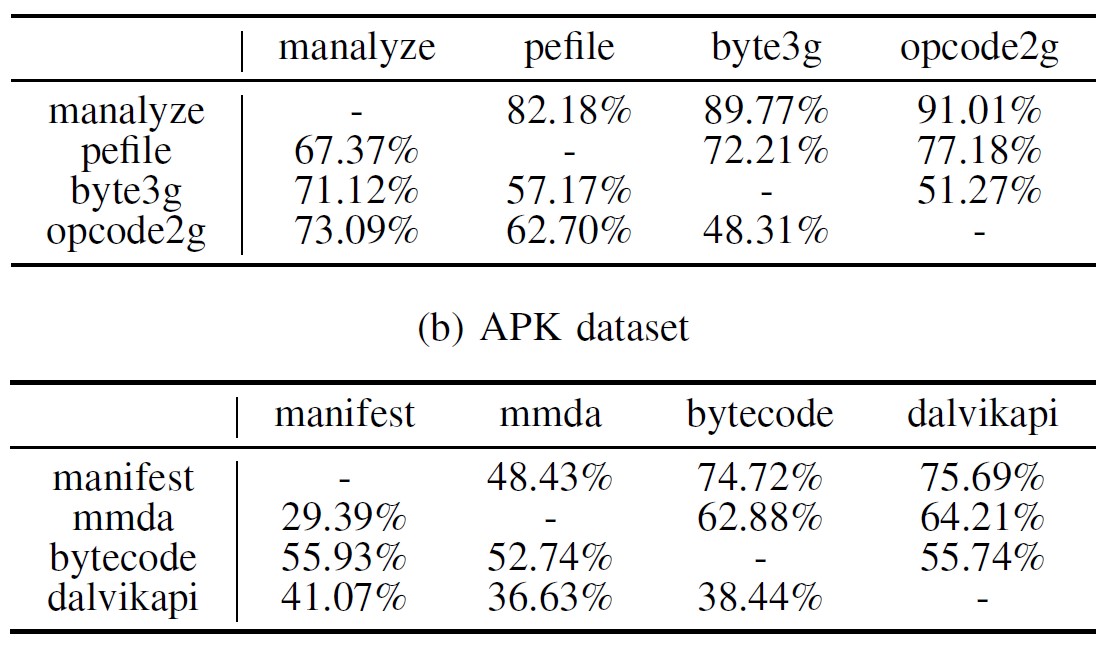 manalyze pefile byte3g opcode2g
manalyze - 82.18% 89.77% 91.01%
pefile 67.37% - 72.21% 77.18%
byte3g 71.12% 57.17% - 51.27%
opcode2g 73.09% 62.70% 48.31% -
(b) APK dataset
manifest mmda bytecode dalvikapi
manifest - 48.43% 74.72% 75.69%
mmda 29.39% - 62.88% 64.21%
bytecode 55.93% 52.74% - 55.74%
dalvikapi 41.07% 36.63% 38.44% -